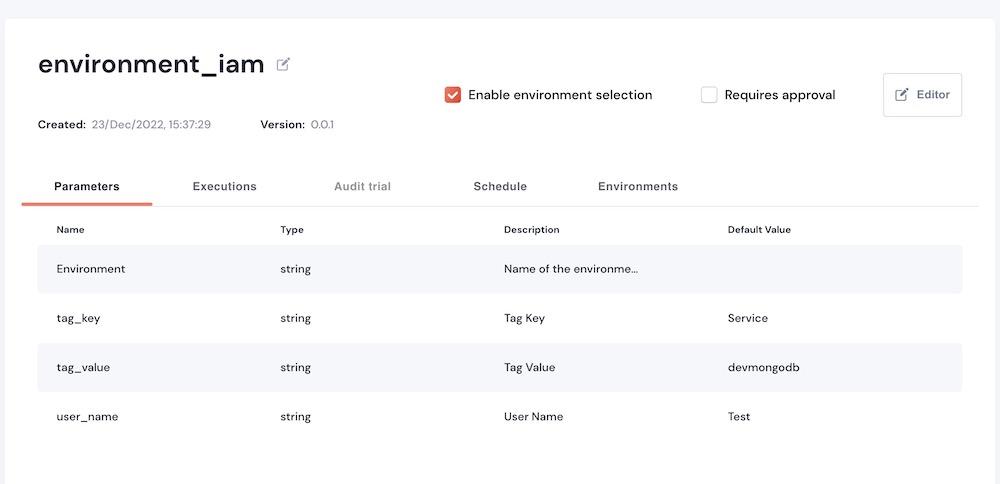 environment_iam
Enable environment selection
Requires approval
Editor
Created: 23/Dec/2022, 15:37:29 Version: 0.0.1
Parameters Executions Audit trial Schedule Environments
Name Type Description Default Value
Environment string Name of the environme...
tag_key string Tag Key Service
tag_value string Tag Value devmongodb
user_name string User Name Test